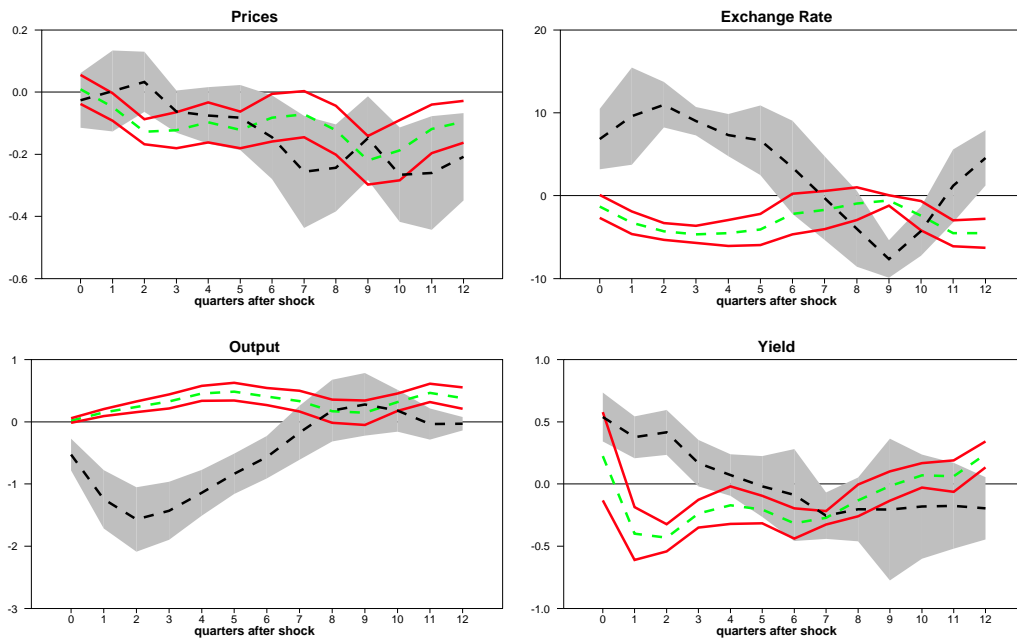 Prices
0.2
0.0
-0.2
-0.4
-0.6
0 1 2 3 4 5 6 7 8 9 10 11 12
quarters after shock
Exchange Rate
20
10
0
-10
0 1 2 3 4 5 6 7 8 9 10 11 12
quarters after shock
Output
1
0
-1
-2
-3
0 1 2 3 4 5 6 7 8 9 10 11 12
quarters after shock
Yield
1.0
0.5
0.0
-0.5
-1.0
0 1 2 3 4 5 6 7 8 9 10 11 12
quarters after shock